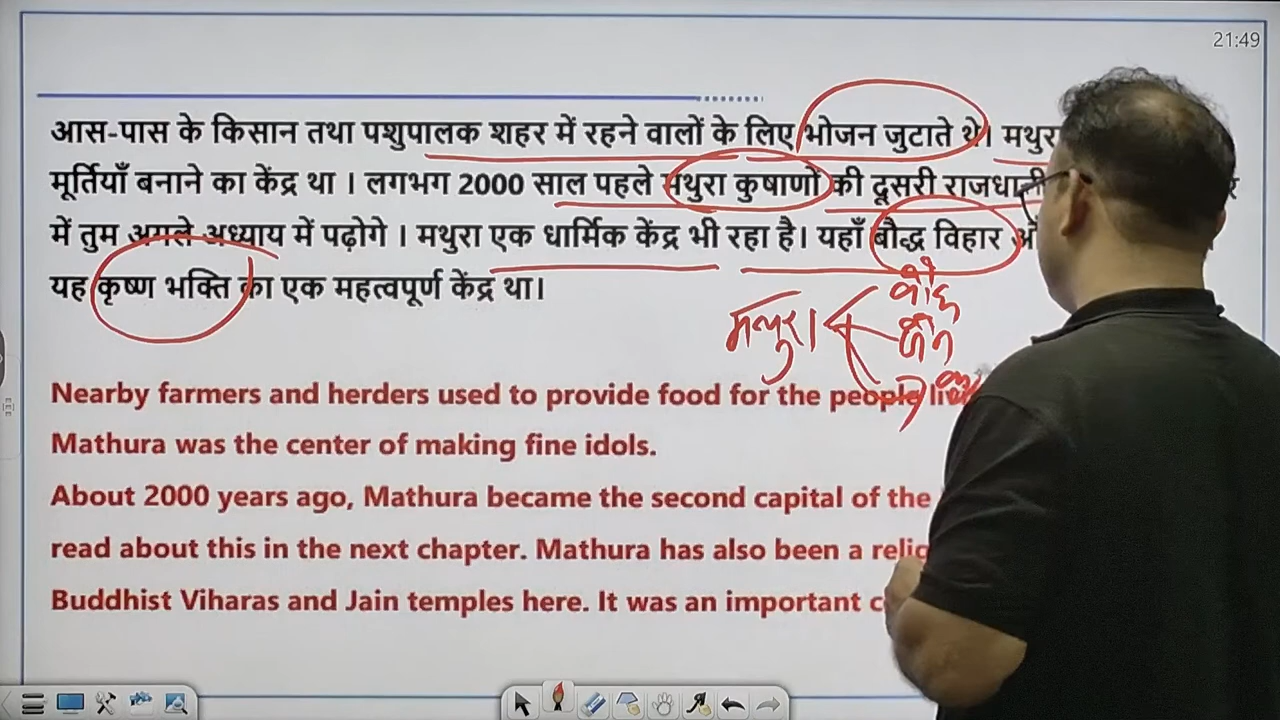 21:49
आस-पास के किसान तथा पशुपालक शहर में रहने वालों के लिए भोजन जुटाते थे। मथुरा
मूर्तियाँ बनाने का केंद्र था । लगभग 2000 साल पहले मथुरा कुषाणों की दूसरी राजधानी
में तुम अगले अध्याय में पढ़ोगे । मथुरा एक धार्मिक केंद्र भी रहा है। यहाँ बौद्ध विहार
यह कृष्ण भक्ति का एक महत्वपूर्ण केंद्र था।
मथुरा
बौद्ध
जैन
Nearby farmers and herders used to provide food for the people
Mathura was the center of making fine idols.
About 2000 years ago, Mathura became the second capital of the
read about this in the next chapter. Mathura has also been a
Buddhist Viharas and Jain temples here. It was an important